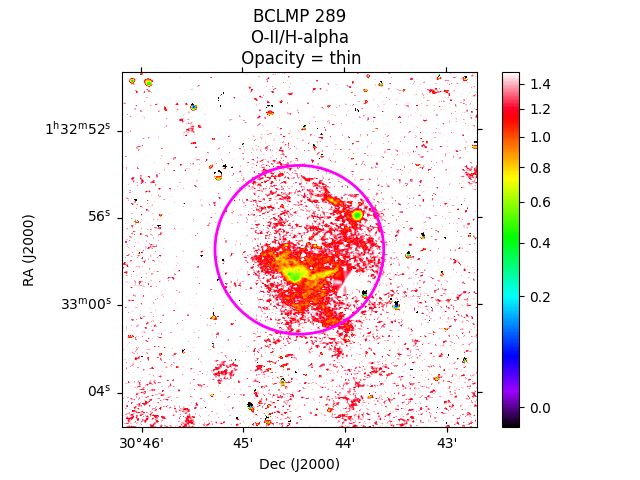 BCLMP 289
O-II/H-alpha
Opacity = thin
1ʰ32ᵐ52ˢ
56ˢ
33ᵐ00ˢ
04ˢ
RA (J2000)
30°46' 45' 44' 43'
Dec (J2000)
1.4
1.2
1.0
0.8
0.6
0.4
0.2
0.0